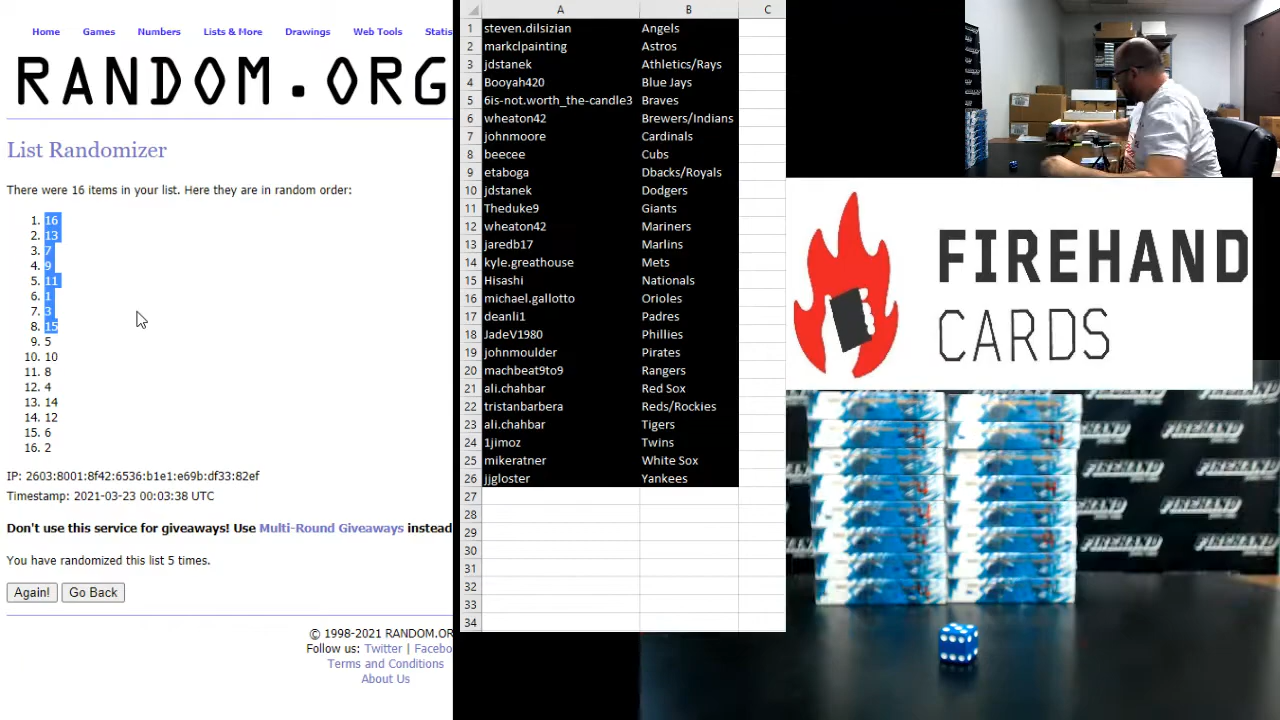 Home Games Numbers Lists & More Drawings Web Tools Statis
RANDOM.ORG
List Randomizer
There were 16 items in your list. Here they are in random order:
1. 16
2. 13
3. 7
4. 9
5. 11
6. 1
7. 3
8. 15
9. 5
10. 10
11. 8
12. 4
13. 14
14. 12
15. 6
16. 2
IP: 2603:8001:8f42:6536:b1e1:e69b:df33:82ef
Timestamp: 2021-03-23 00:03:38 UTC
Don't use this service for giveaways! Use Multi-Round Giveaways instead
You have randomized this list 5 times.
Again! Go Back
© 1998-2021 RANDOM.OR
Follow us: Twitter | Facebo
Terms and Conditions
About Us
A B C
1 steven.dilsizian Angels
2 markclpainting Astros
3 jdstanek Athletics/Rays
4 Booyah420 Blue Jays
5 6is-not.worth_the-candle3 Braves
6 wheaton42 Brewers/Indians
7 johnmoore Cardinals
8 beecee Cubs
9 etaboga Dbacks/Royals
10 jdstanek Dodgers
11 Theduke9 Giants
12 wheaton42 Mariners
13 jaredb17 Marlins
14 kyle.greathouse Mets
15 Hisashi Nationals
16 michael.gallotto Orioles
17 deanli1 Padres
18 JadeV1980 Phillies
19 johnmoulder Pirates
20 machbeat9to9 Rangers
21 ali.chahbar Red Sox
22 tristanbarbera Reds/Rockies
23 ali.chahbar Tigers
24 1jimoz Twins
25 mikeratner White Sox
26 jjgloster Yankees
27
28
29
30
31
32
33
34
FIREHAND
CARDS
FIREHAND
FIREHAND